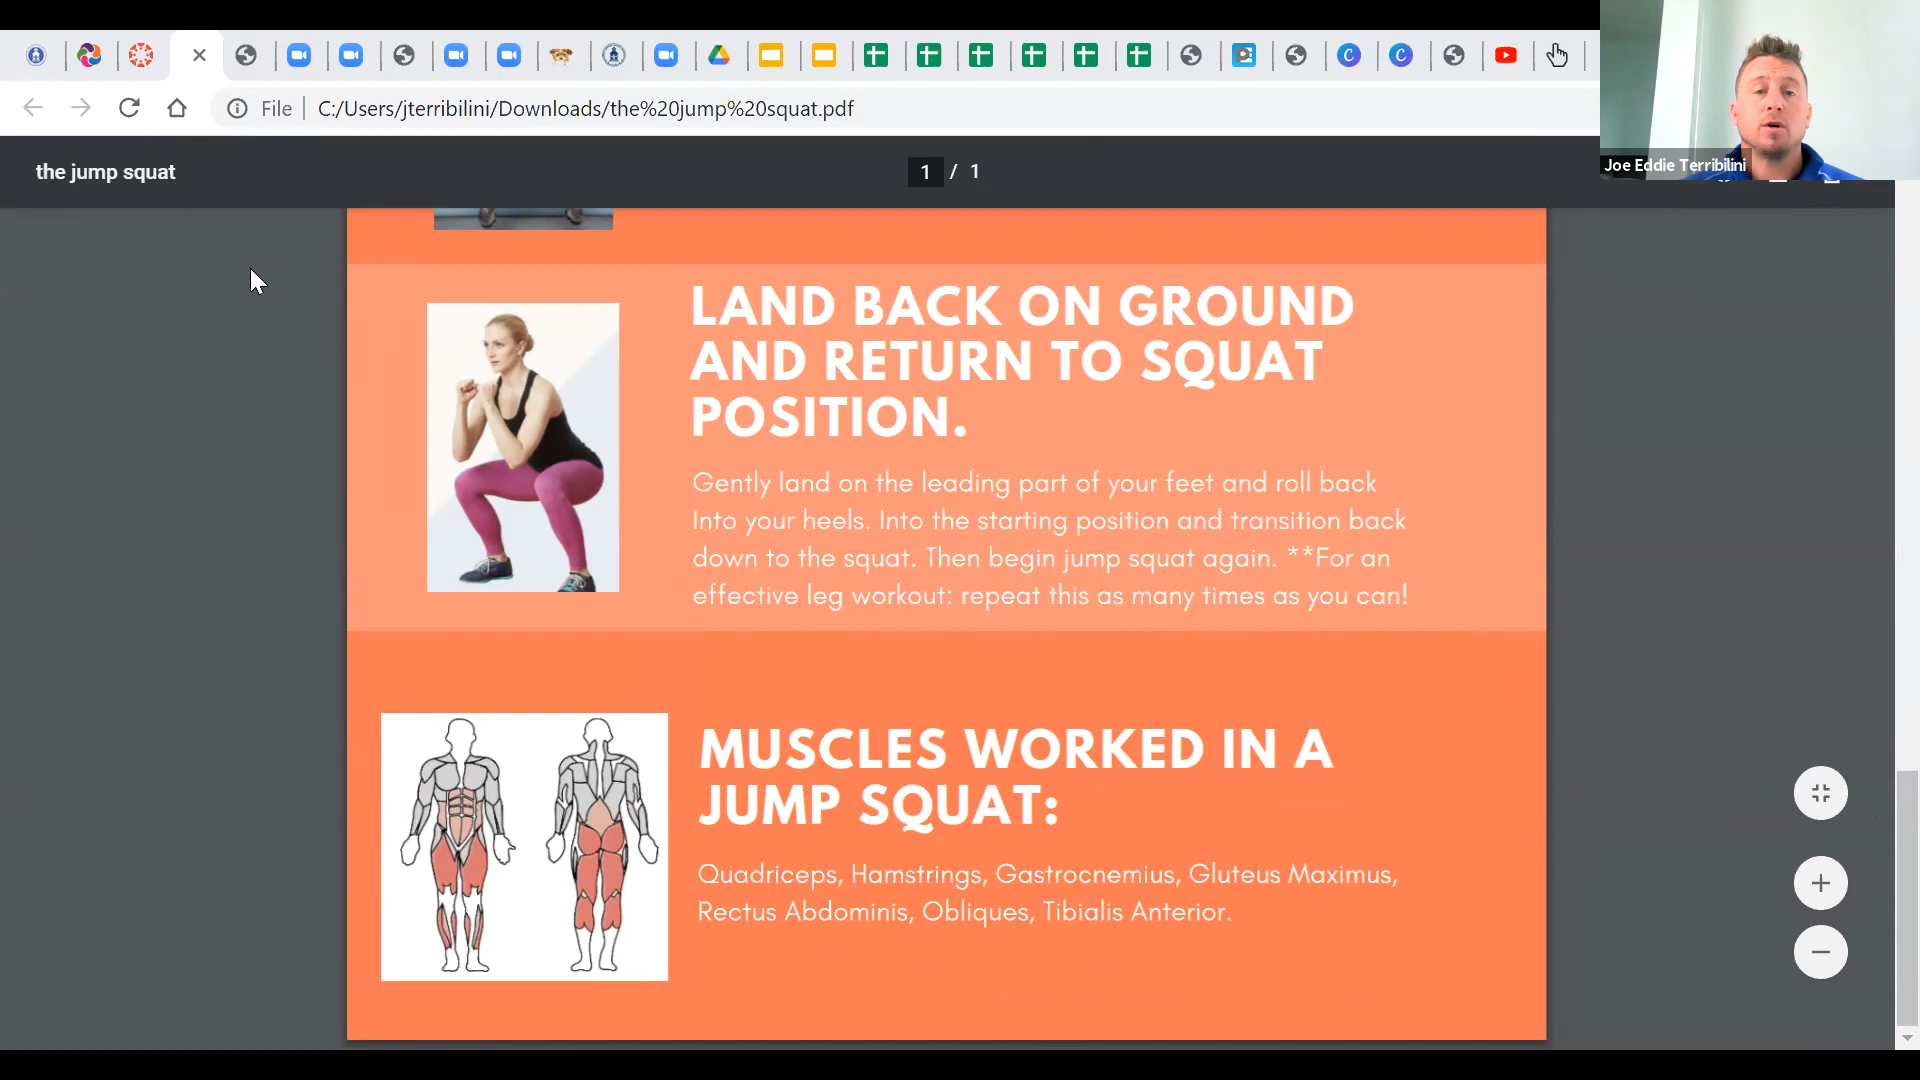 File
C:/Users/jterribilini/Downloads/the%20jump%20squat.pdf
Joe Eddie Terribilini
the jump squat
1 / 1
LAND BACK ON GROUND
AND RETURN TO SQUAT
POSITION.
Gently land on the leading part of your feet and roll back
Into your heels. Into the starting position and transition back
down to the squat. Then begin jump squat again. **For an
effective leg workout: repeat this as many times as you can!
MUSCLES WORKED IN A
JUMP SQUAT:
Quadriceps, Hamstrings, Gastrocnemius, Gluteus Maximus,
Rectus Abdominis, Obliques, Tibialis Anterior.